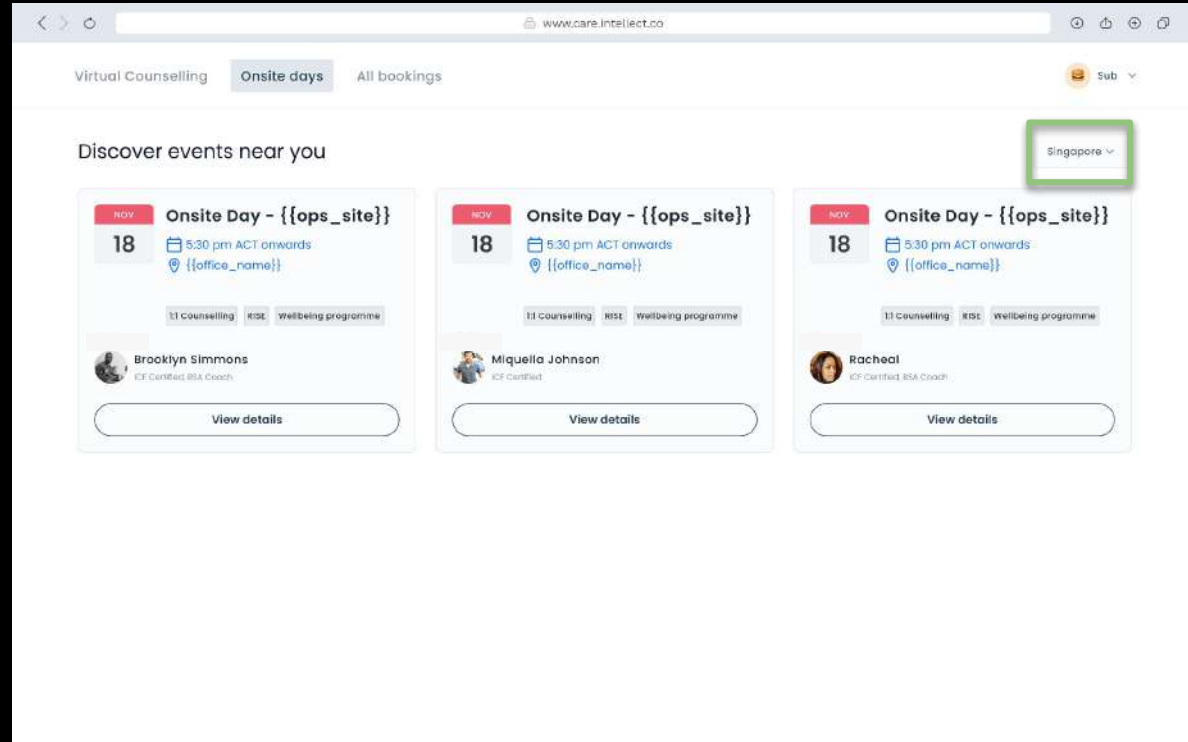 www.care.intellect.co
Virtual Counselling Onsite days All bookings Sub
Discover events near you Singapore
NOV
18
Onsite Day - {{ops_site}}
5:30 pm ACT onwards
{{office_name}}
1:1 Counselling RISE Wellbeing programme
Brooklyn Simmons
ICF Certified, RSA Coach
View details
NOV
18
Onsite Day - {{ops_site}}
5:30 pm ACT onwards
{{office_name}}
1:1 Counselling RISE Wellbeing programme
Miquella Johnson
ICF Certified
View details
NOV
18
Onsite Day - {{ops_site}}
5:30 pm ACT onwards
{{office_name}}
1:1 Counselling RISE Wellbeing programme
Racheal
ICF Certified, RSA Coach
View details